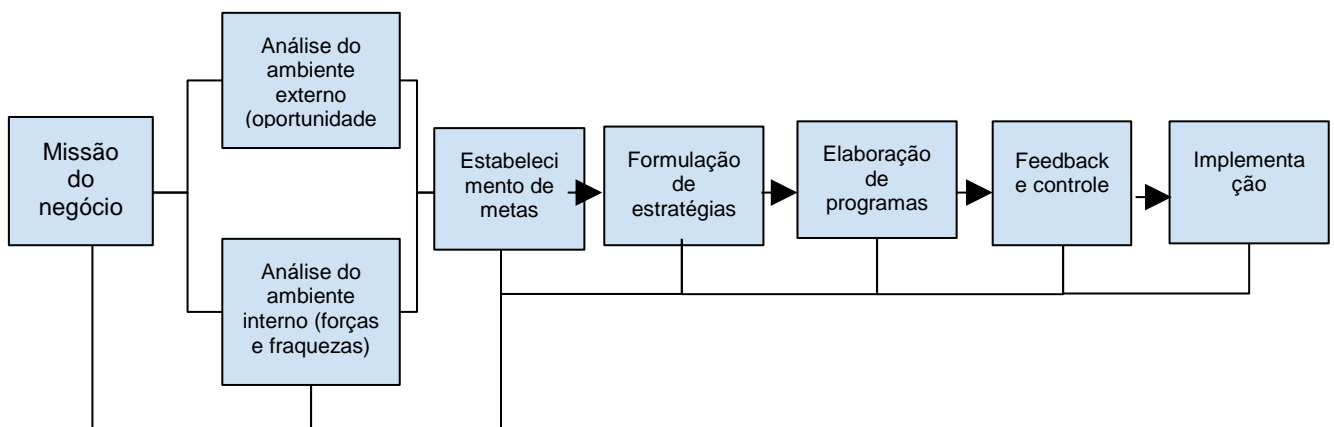 Missão
do
negócio
Análise do
ambiente
externo
(oportunidade
Análise do
ambiente
interno (forças
e fraquezas)
Estabeleci
mento de
metas
Formulação
de
estratégias
Elaboração
de
programas
Feedback
e controle
Implementa
ção